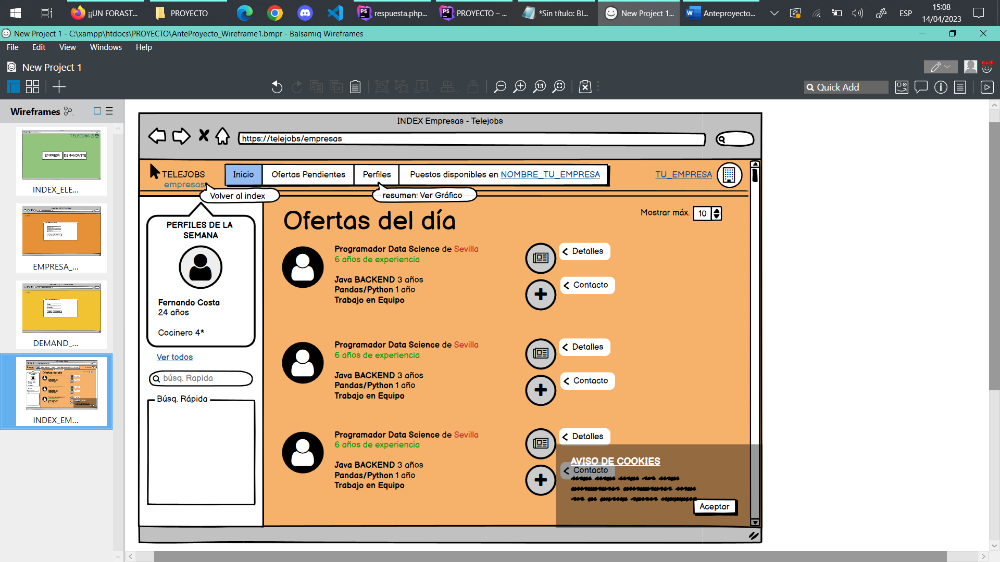 ¡¡UN FORAST...
PROYECTO
respuesta.php...
PROYECTO – ...
*Sin título: Bl...
New Project 1...
Anteproyecto...
ESP
15:08
14/04/2023
New Project 1 - C:\xampp\htdocs\PROYECTO\AnteProyecto_Wireframe1.bmpr - Balsamiq Wireframes
File Edit View Windows Help
New Project 1
1:1
Quick Add
Wireframes
TELEJOBS
EMPRESA DEMANDANTE
INDEX_ELE...
EMPRESA_...
DEMAND_...
INDEX_EM...
INDEX Empresas - Telejobs
https://telejobs/empresas
TELEJOBS
empresas
Inicio
Ofertas Pendientes
Perfiles
Puestos disponibles en NOMBRE_TU_EMPRESA
TU_EMPRESA
Volver al index
resumen: Ver Gráfico
PERFILES DE LA
SEMANA
Fernando Costa
24 años
Cocinero 4*
Ver todos
búsq. Rapida
Búsq. Rápida
Ofertas del día
Mostrar máx. 10
Programador Data Science de Sevilla
6 años de experiencia
Java BACKEND 3 años
Pandas/Python 1 año
Trabajo en Equipo
Detalles
Contacto
Programador Data Science de Sevilla
6 años de experiencia
Java BACKEND 3 años
Pandas/Python 1 año
Trabajo en Equipo
Detalles
Contacto
Programador Data Science de Sevilla
6 años de experiencia
Java BACKEND 3 años
Pandas/Python 1 año
Trabajo en Equipo
Detalles
Contacto
AVISO DE COOKIES
Aceptar